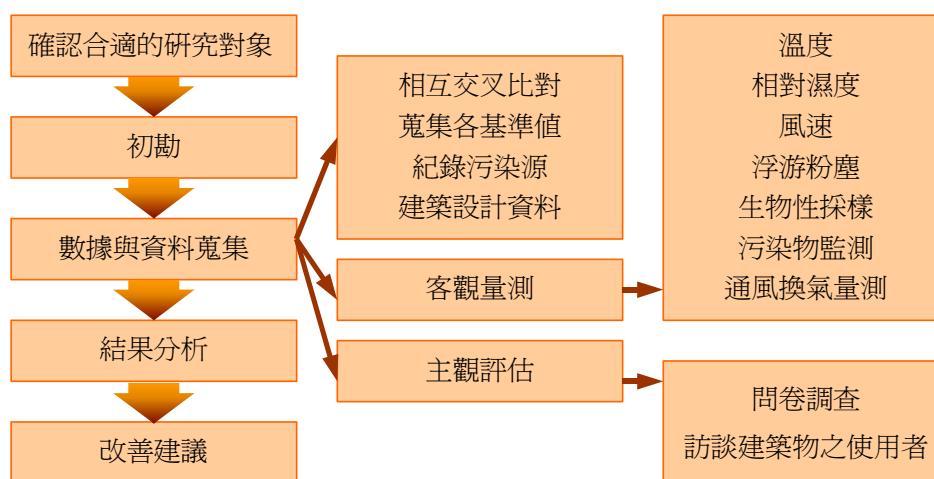 確認合適的研究對象
初勘
數據與資料蒐集
結果分析
改善建議
相互交叉比對
蒐集各基準值
紀錄污染源
建築設計資料
客觀量測
主觀評估
溫度
相對濕度
風速
浮游粉塵
生物性採樣
污染物監測
通風換氣量測
問卷調查
訪談建築物之使用者